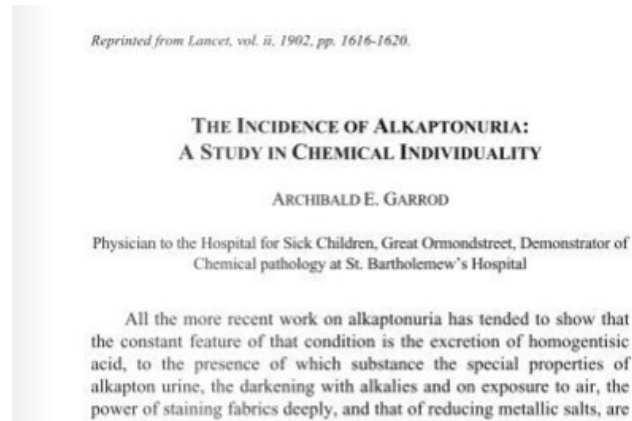 Reprinted from Lancet, vol. ii, 1902, pp. 1616-1620.
THE INCIDENCE OF ALKAPTONURIA:
A STUDY IN CHEMICAL INDIVIDUALITY
ARCHIBALD E. GARROD
Physician to the Hospital for Sick Children, Great Ormondstreet, Demonstrator of
Chemical pathology at St. Bartholemew's Hospital
All the more recent work on alkaptonuria has tended to show that
the constant feature of that condition is the excretion of homogentisic
acid, to the presence of which substance the special properties of
alkapton urine, the darkening with alkalies and on exposure to air, the
power of staining fabrics deeply, and that of reducing metallic salts, are